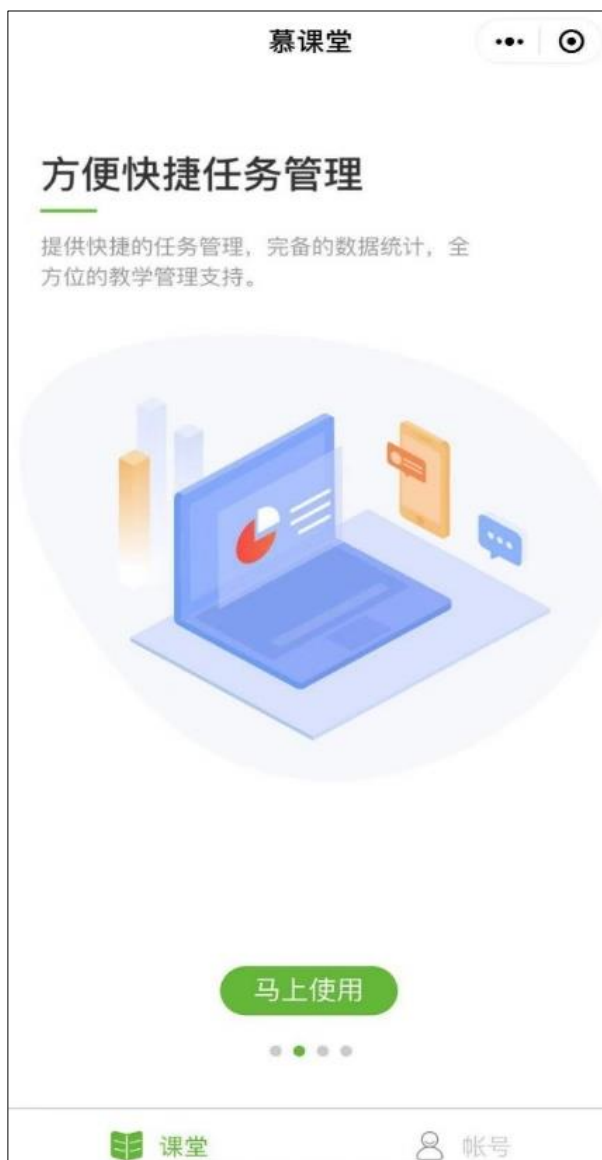 慕课堂
方便快捷任务管理
提供快捷的任务管理，完备的数据统计，全
方位的教学管理支持。
马上使用
课堂
帐号